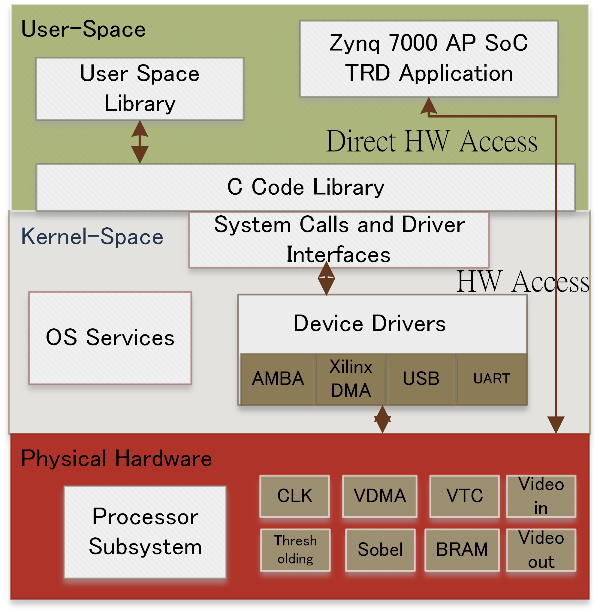 User-Space
Zynq 7000 AP SoC
TRD Application
User Space
Library
Direct HW Access
C Code Library
System Calls and Driver
Interfaces
Kernel-Space
HW Access
OS Services
Device Drivers
AMBA
Xilinx
DMA
USB
UART
Physical Hardware
Processor
Subsystem
CLK
VDMA
VTC
Video
in
Thresh
olding
Sobel
BRAM
Video
out